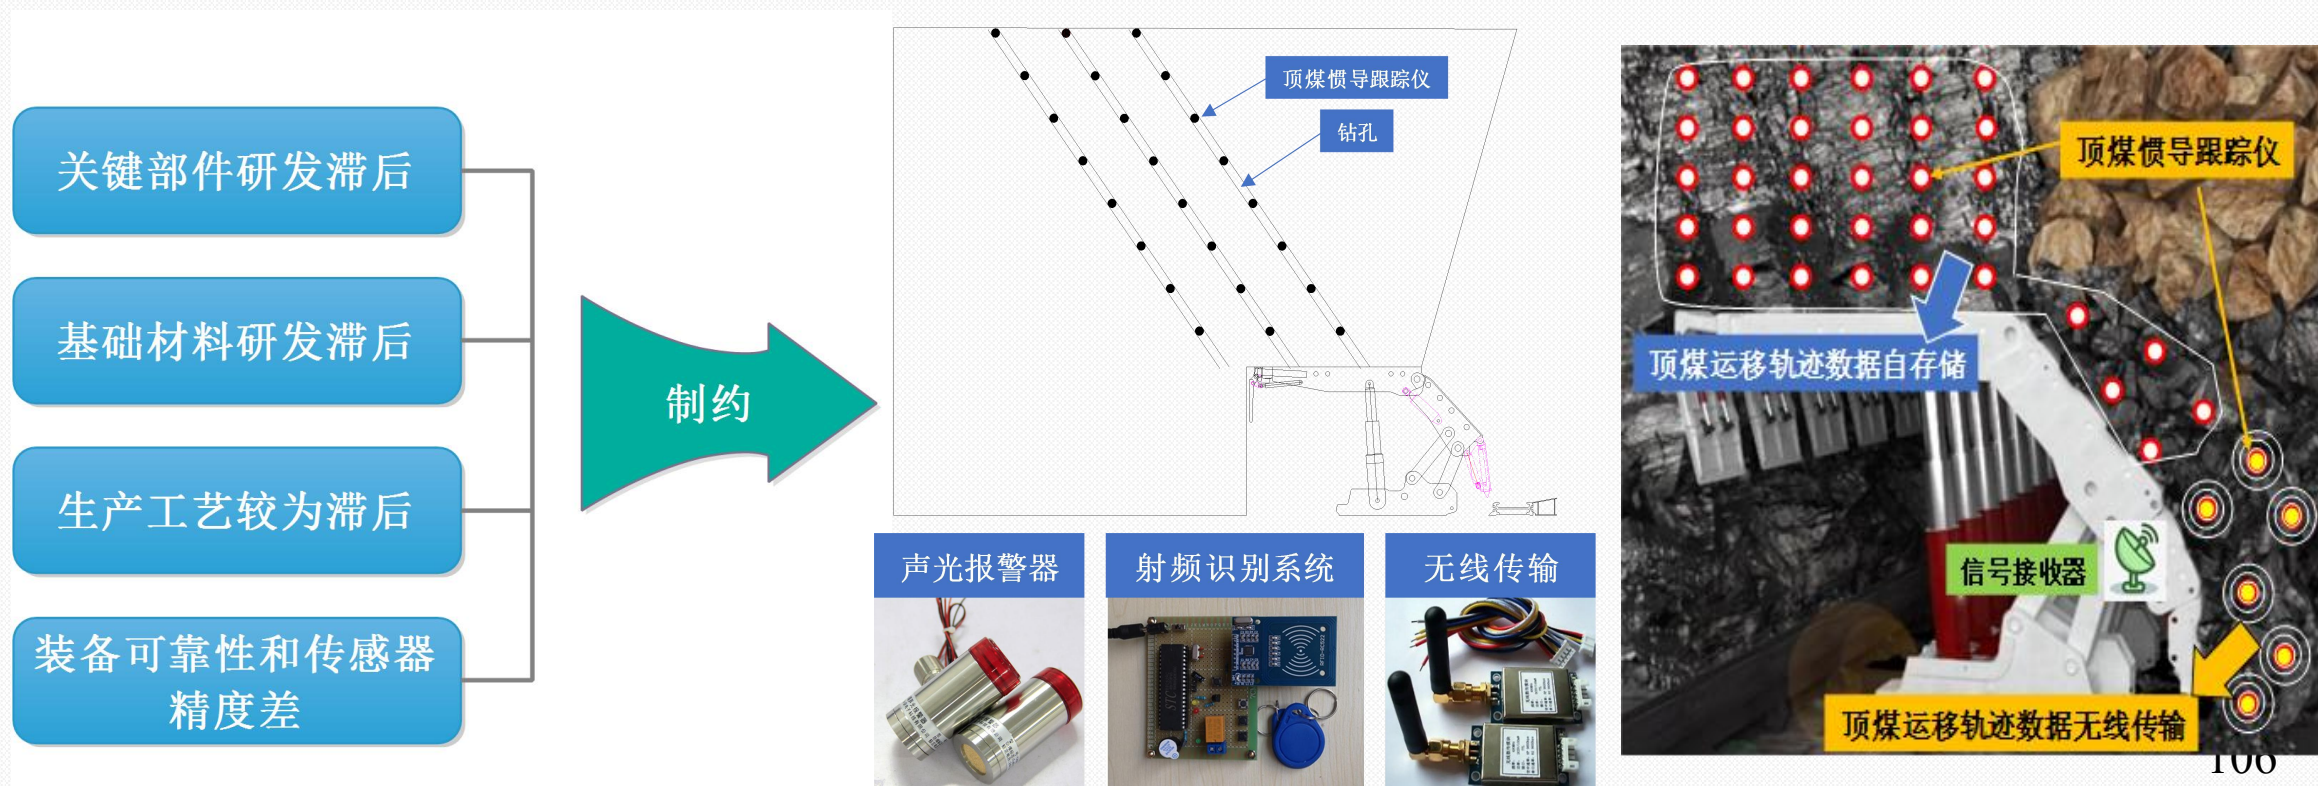 关键部件研发滞后
基础材料研发滞后
生产工艺较为滞后
装备可靠性和传感器
精度差
制约
顶煤惯导跟踪仪
钻孔
声光报警器
射频识别系统
无线传输
STC
RFID-RC522
顶煤惯导跟踪仪
顶煤运移轨迹数据自存储
信号接收器
顶煤运移轨迹数据无线传输
106